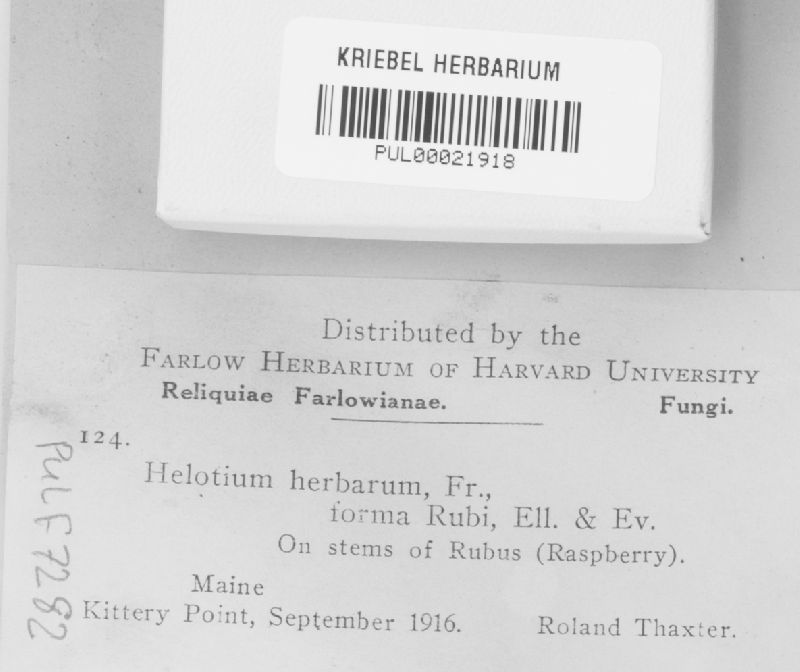 KRIEBEL HERBARIUM
PUL00021918
Distributed by the
FARLOW HERBARIUM OF HARVARD UNIVERSITY
Reliquiae Farlowianae. Fungi.
124.
Helotium herbarum, Fr.,
forma Rubi, Ell. & Ev.
On stems of Rubus (Raspberry).
Maine
Kittery Point, September 1916. Roland Thaxter.
PUL F7282